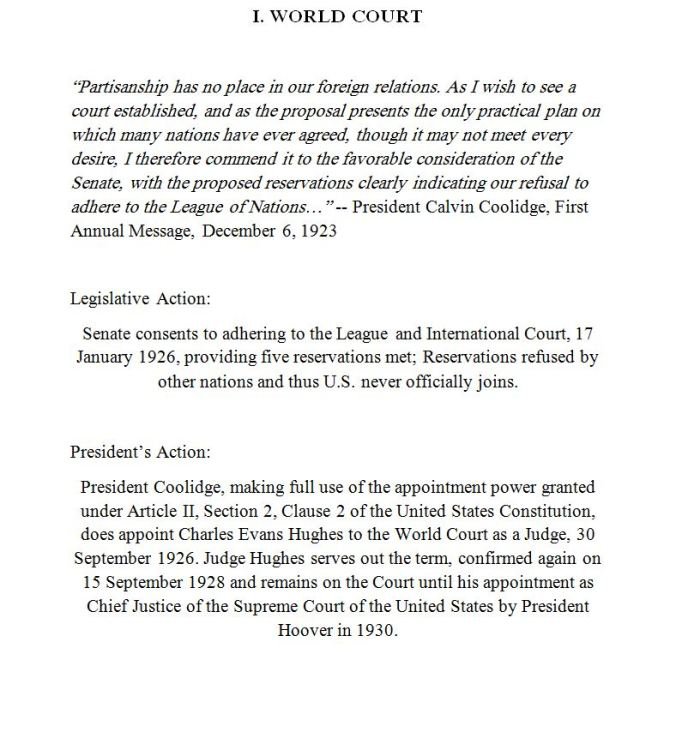 I. WORLD COURT
“Partisanship has no place in our foreign relations. As I wish to see a
court established, and as the proposal presents the only practical plan on
which many nations have ever agreed, though it may not meet every
desire, I therefore commend it to the favorable consideration of the
Senate, with the proposed reservations clearly indicating our refusal to
adhere to the League of Nations…”-- President Calvin Coolidge, First
Annual Message, December 6, 1923
Legislative Action:
Senate consents to adhering to the League and International Court, 17
January 1926, providing five reservations met; Reservations refused by
other nations and thus U.S. never officially joins.
President’s Action:
President Coolidge, making full use of the appointment power granted
under Article II, Section 2, Clause 2 of the United States Constitution,
does appoint Charles Evans Hughes to the World Court as a Judge, 30
September 1926. Judge Hughes serves out the term, confirmed again on
15 September 1928 and remains on the Court until his appointment as
Chief Justice of the Supreme Court of the United States by President
Hoover in 1930.